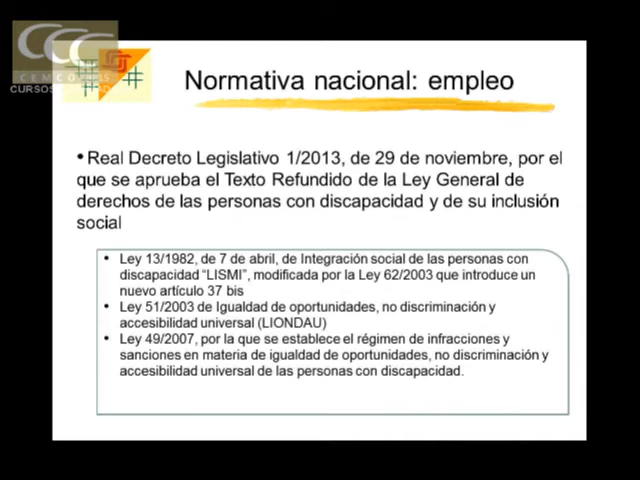 CCC
CEMCO
CURSOS
Normativa nacional: empleo
• Real Decreto Legislativo 1/2013, de 29 de noviembre, por el
que se aprueba el Texto Refundido de la Ley General de
derechos de las personas con discapacidad y de su inclusión
social
• Ley 13/1982, de 7 de abril, de Integración social de las personas con
discapacidad “LISMI”, modificada por la Ley 62/2003 que introduce un
nuevo artículo 37 bis
• Ley 51/2003 de Igualdad de oportunidades, no discriminación y
accesibilidad universal (LIONDAU)
• Ley 49/2007, por la que se establece el régimen de infracciones y
sanciones en materia de igualdad de oportunidades, no discriminación y
accesibilidad universal de las personas con discapacidad.